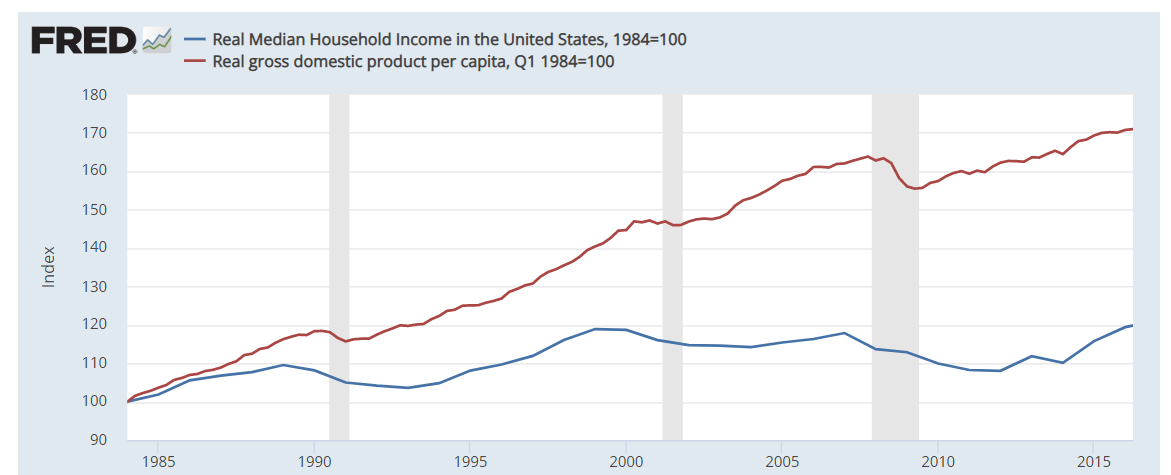 FRED
Real Median Household Income in the United States, 1984=100
Real gross domestic product per capita, Q1 1984=100
180
170
160
150
140
130
120
110
100
90
Index
1985 1990 1995 2000 2005 2010 2015